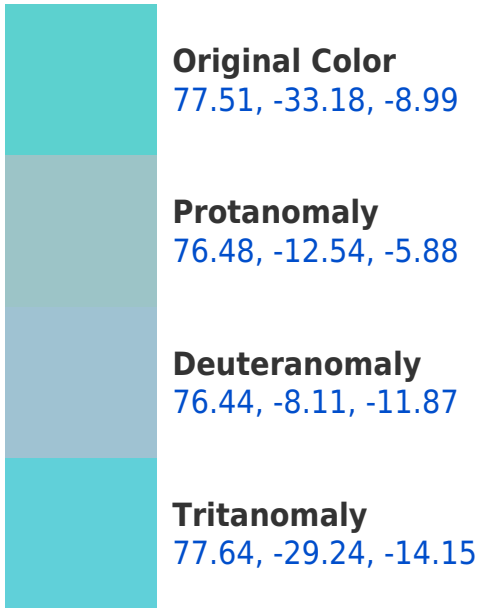 Original Color
77.51, -33.18, -8.99
Protanomaly
76.48, -12.54, -5.88
Deuteranomaly
76.44, -8.11, -11.87
Tritanomaly
77.64, -29.24, -14.15